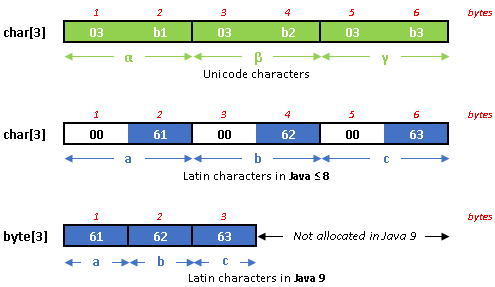 1 2 3 4 5 6 bytes
char[3] 03 b1 03 b2 03 b3
α β γ
Unicode characters
1 2 3 4 5 6 bytes
char[3] 00 61 00 62 00 63
a b c
Latin characters in Java ≤ 8
1 2 3 bytes
byte[3] 61 62 63 Not allocated in Java 9
a b c
Latin characters in Java 9